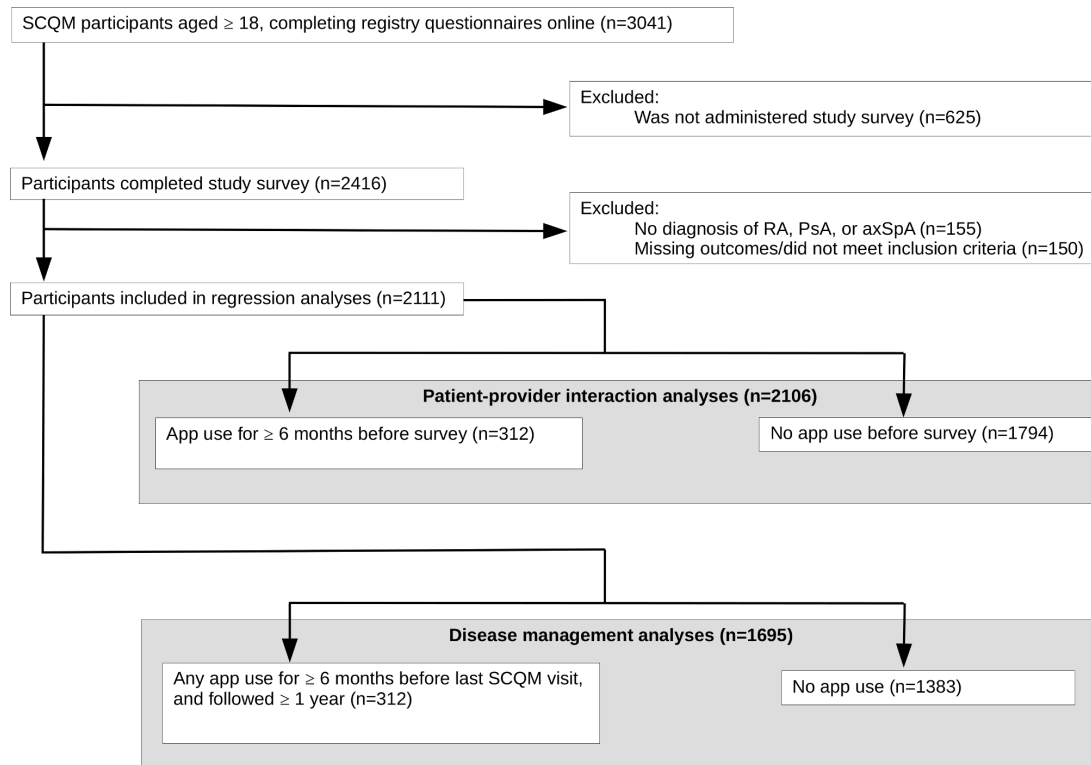 SCQM participants aged ≥ 18, completing registry questionnaires online (n=3041)
Excluded:
Was not administered study survey (n=625)
Participants completed study survey (n=2416)
Excluded:
No diagnosis of RA, PsA, or axSpA (n=155)
Missing outcomes/did not meet inclusion criteria (n=150)
Participants included in regression analyses (n=2111)
Patient-provider interaction analyses (n=2106)
App use for ≥ 6 months before survey (n=312)
No app use before survey (n=1794)
Disease management analyses (n=1695)
Any app use for ≥ 6 months before last SCQM visit,
and followed ≥ 1 year (n=312)
No app use (n=1383)